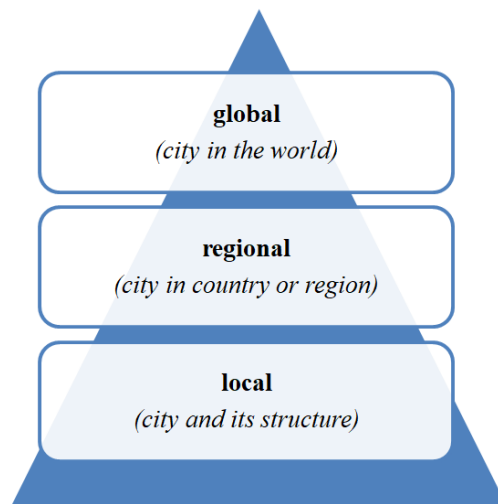 global
(city in the world)
regional
(city in country or region)
local
(city and its structure)